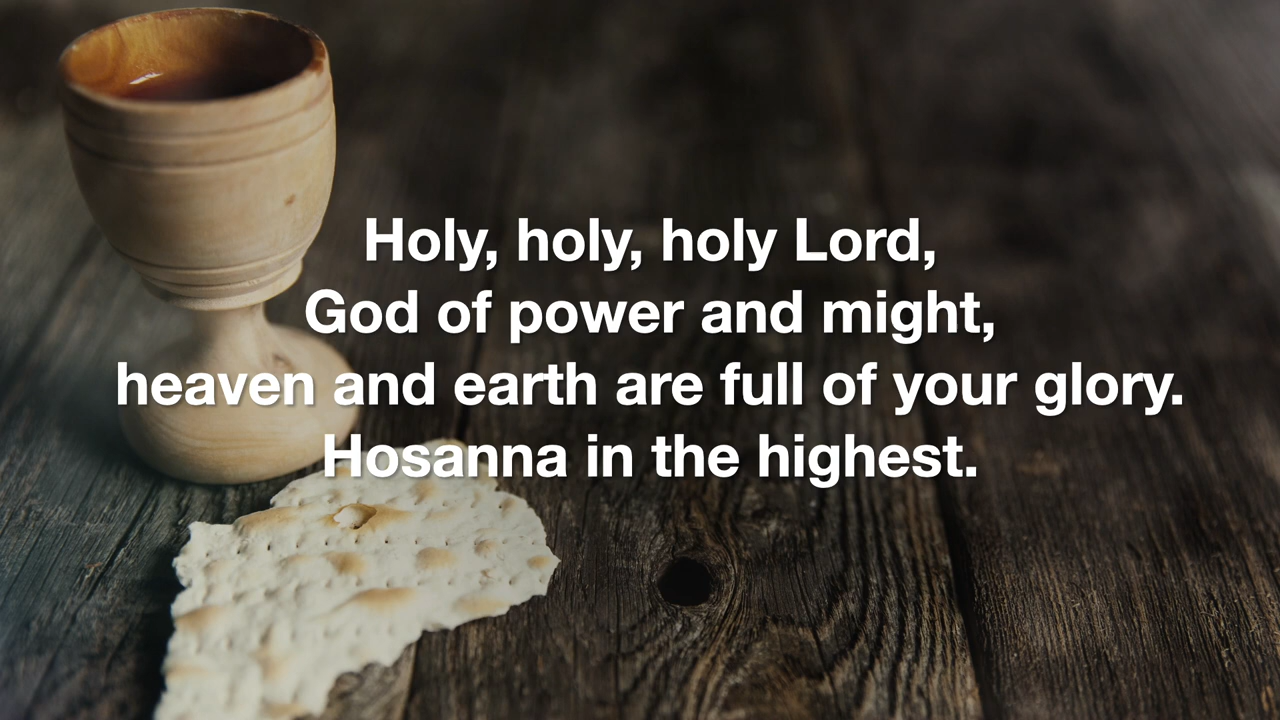 Holy, holy, holy Lord,
God of power and might,
heaven and earth are full of your glory.
Hosanna in the highest.